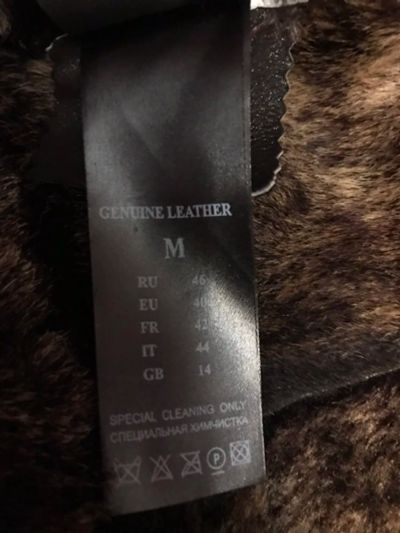 GENUINE LEATHER
M
RU 46
EU 40
FR 42
IT 44
GB 14
SPECIAL CLEANING ONLY
СПЕЦИАЛЬНАЯ ХИМЧИСТКА
P